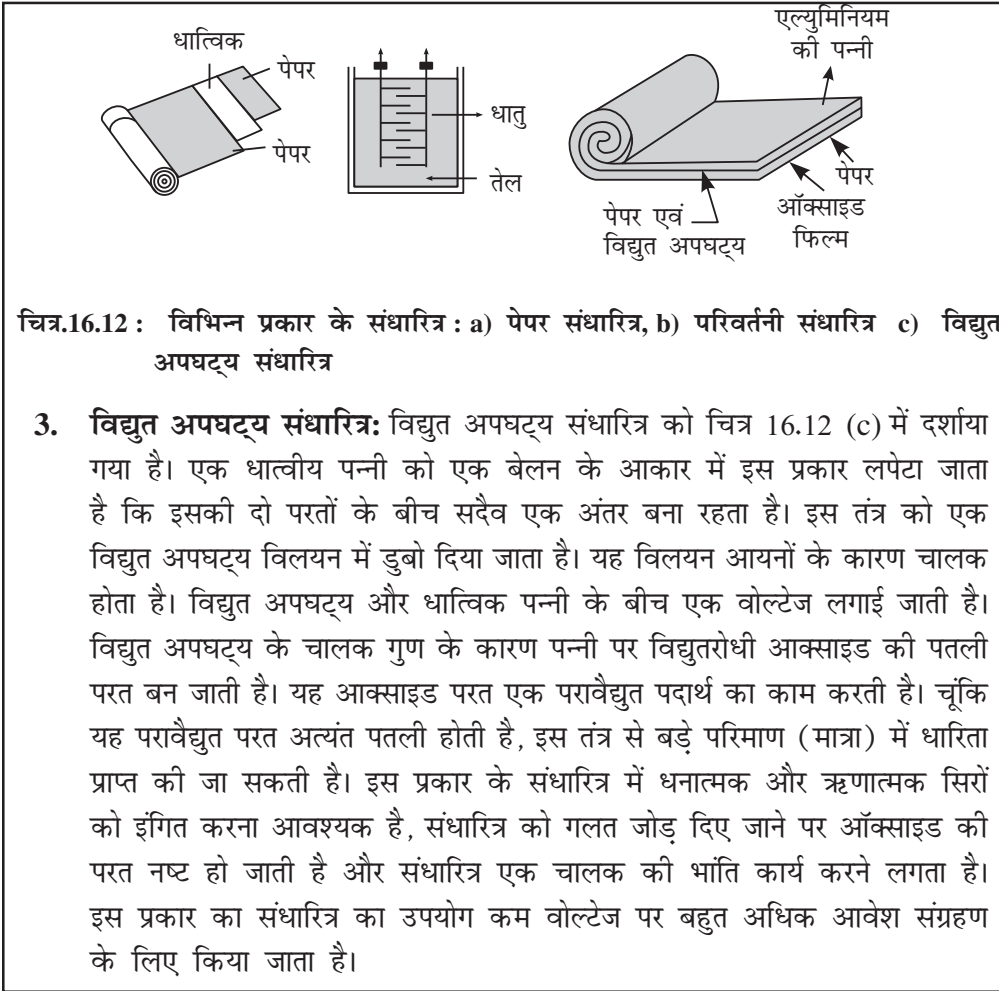 धात्विक
पेपर
पेपर
धातु
तेल
एल्युमिनियम
की पन्नी
पेपर
ऑक्साइड
फिल्म
पेपर एवं
विद्युत अपघट्य
चित्र.16.12 : विभिन्न प्रकार के संधारित्र : a) पेपर संधारित्र, b) परिवर्तनी संधारित्र c) विद्युत
अपघट्य संधारित्र
3. विद्युत अपघट्य संधारित्र: विद्युत अपघट्य संधारित्र को चित्र 16.12 (c) में दर्शाया
गया है। एक धात्वीय पन्नी को एक बेलन के आकार में इस प्रकार लपेटा जाता
है कि इसकी दो परतों के बीच सदैव एक अंतर बना रहता है। इस तंत्र को एक
विद्युत अपघट्य विलयन में डुबो दिया जाता है। यह विलयन आयनों के कारण चालक
होता है। विद्युत अपघट्य और धात्विक पन्नी के बीच एक वोल्टेज लगाई जाती है।
विद्युत अपघट्य के चालक गुण के कारण पन्नी पर विद्युतरोधी आक्साइड की पतली
परत बन जाती है। यह आक्साइड परत एक परावैद्युत पदार्थ का काम करती है। चूंकि
यह परावैद्युत परत अत्यंत पतली होती है, इस तंत्र से बड़े परिमाण (मात्रा) में धारिता
प्राप्त की जा सकती है। इस प्रकार के संधारित्र में धनात्मक और ऋणात्मक सिरों
को इंगित करना आवश्यक है, संधारित्र को गलत जोड़ दिए जाने पर ऑक्साइड की
परत नष्ट हो जाती है और संधारित्र एक चालक की भांति कार्य करने लगता है।
इस प्रकार का संधारित्र का उपयोग कम वोल्टेज पर बहुत अधिक आवेश संग्रहण
के लिए किया जाता है।